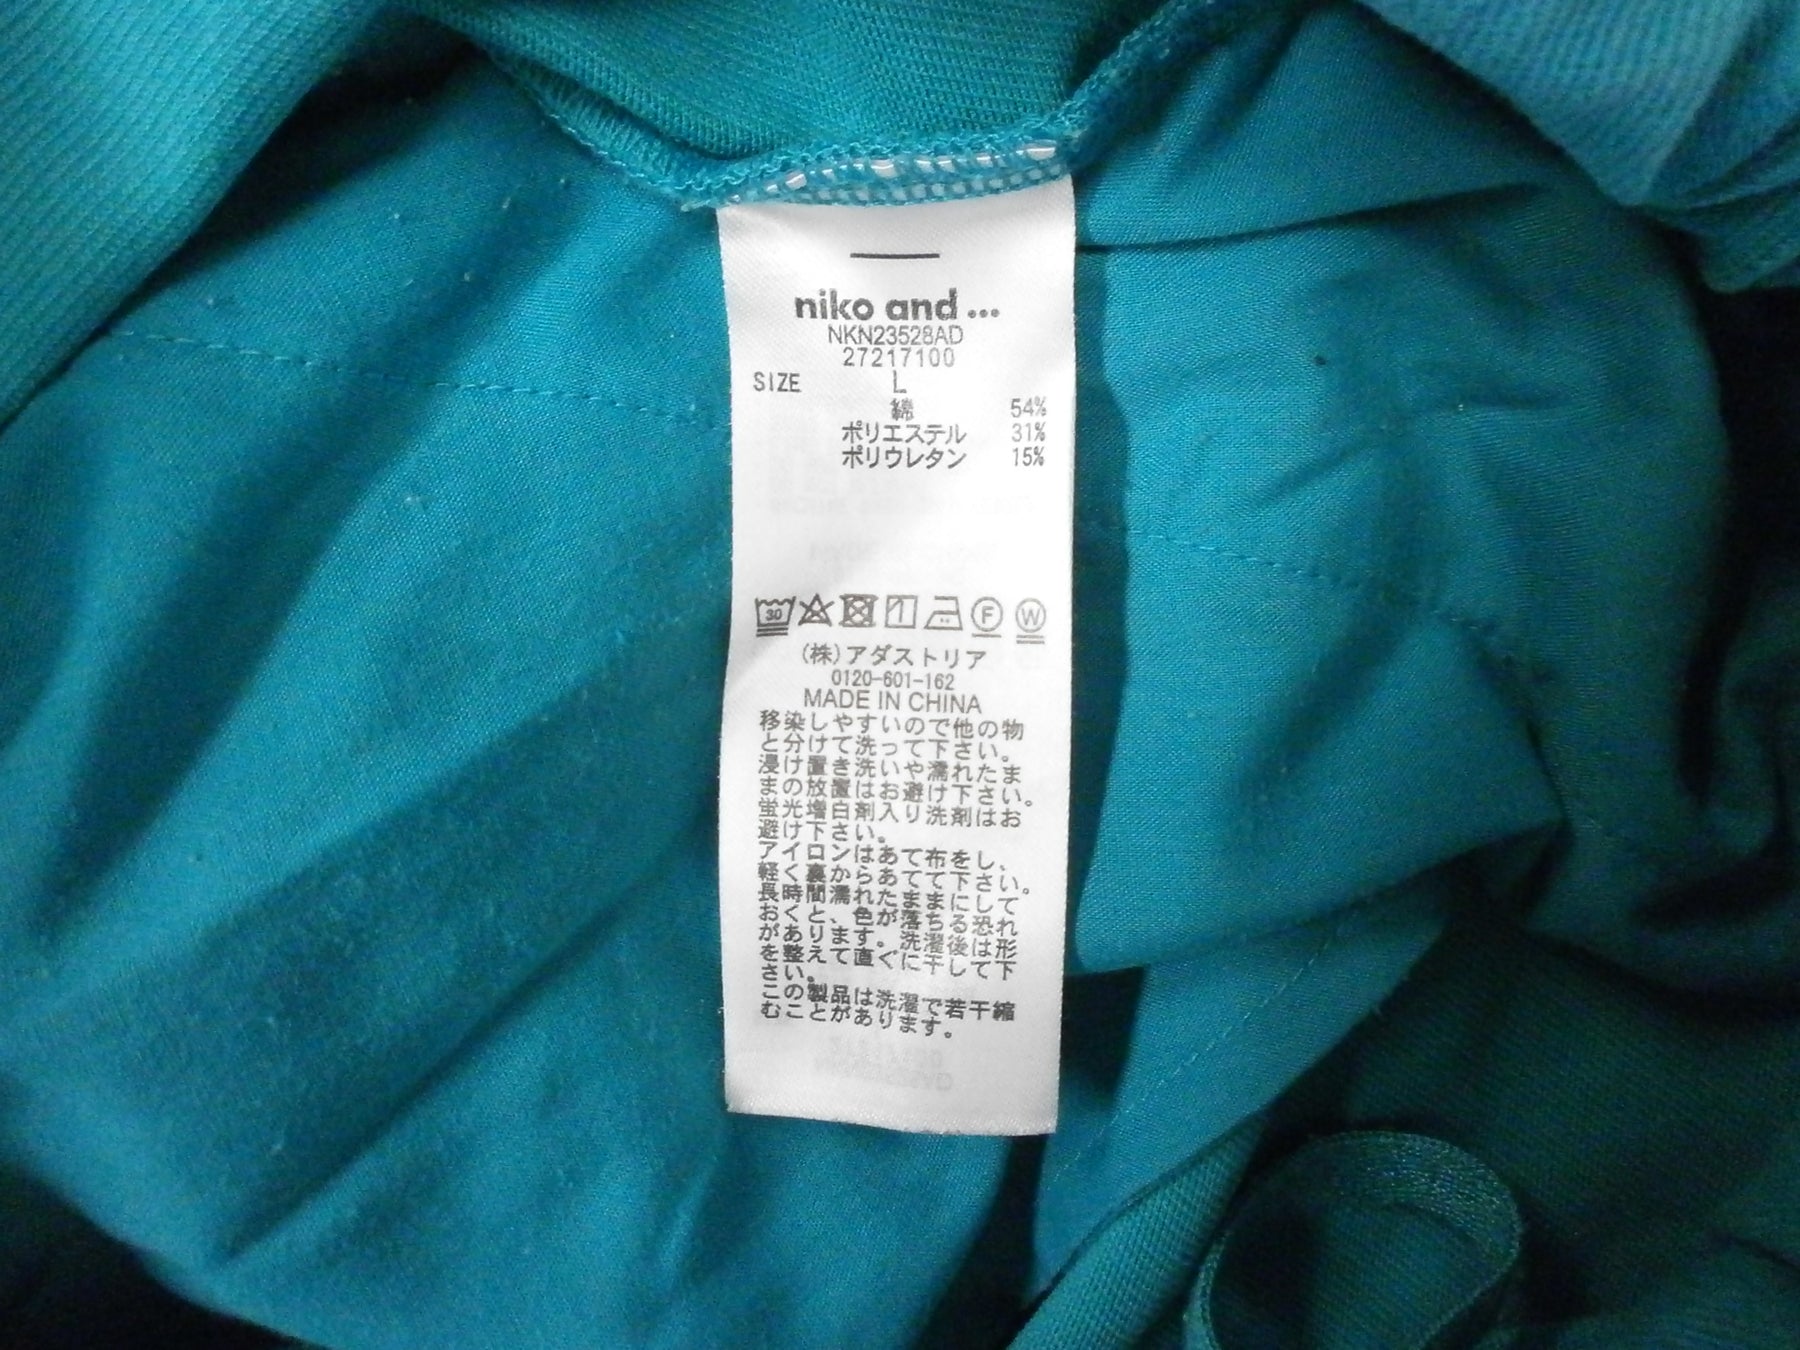 niko and ...
NKN23528AD
27217100
SIZE L
綿 54%
ポリエステル 31%
ポリウレタン 15%
30
F
W
(株)アダストリア
0120-601-162
MADE IN CHINA
移染しやすいので他の物
と分けて洗って下さい。
浸け置き洗いや濡れたま
まの放置はお避け下さい。
蛍光増白剤入り洗剤はお
避け下さい。
アイロンはあて布をし、
軽く裏からあてて下さい。
長時間濡れたままにして
おくと、色が落ちる恐れ
があります。洗濯後は形
を整えて直ぐに干して下
さい。
この製品は洗濯で若干縮
むことがあります。